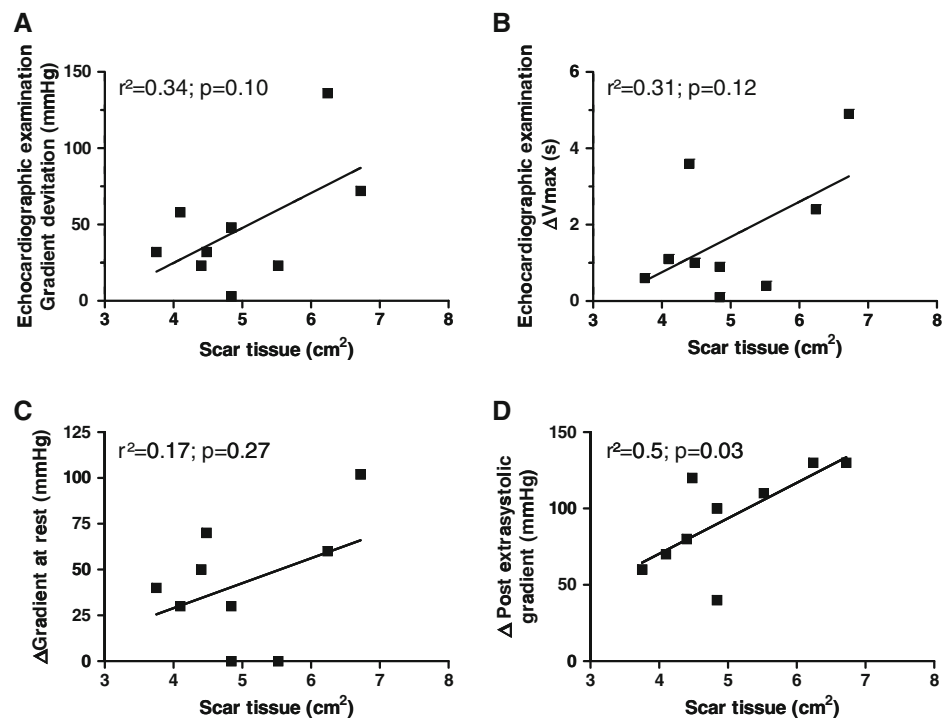 A
Echocardiographic examination
Gradient devitation (mmHg)
r²=0.34; p=0.10
150
100
50
0
3 4 5 6 7 8
Scar tissue (cm²)
B
Echocardiographic examination
ΔVmax (s)
r²=0.31; p=0.12
6
4
2
0
3 4 5 6 7 8
Scar tissue (cm²)
C
ΔGradient at rest (mmHg)
r²=0.17; p=0.27
125
100
75
50
25
0
3 4 5 6 7 8
Scar tissue (cm²)
D
Δ Post extrasystolic
gradient (mmHg)
r²=0.5; p=0.03
150
100
50
0
3 4 5 6 7 8
Scar tissue (cm²)